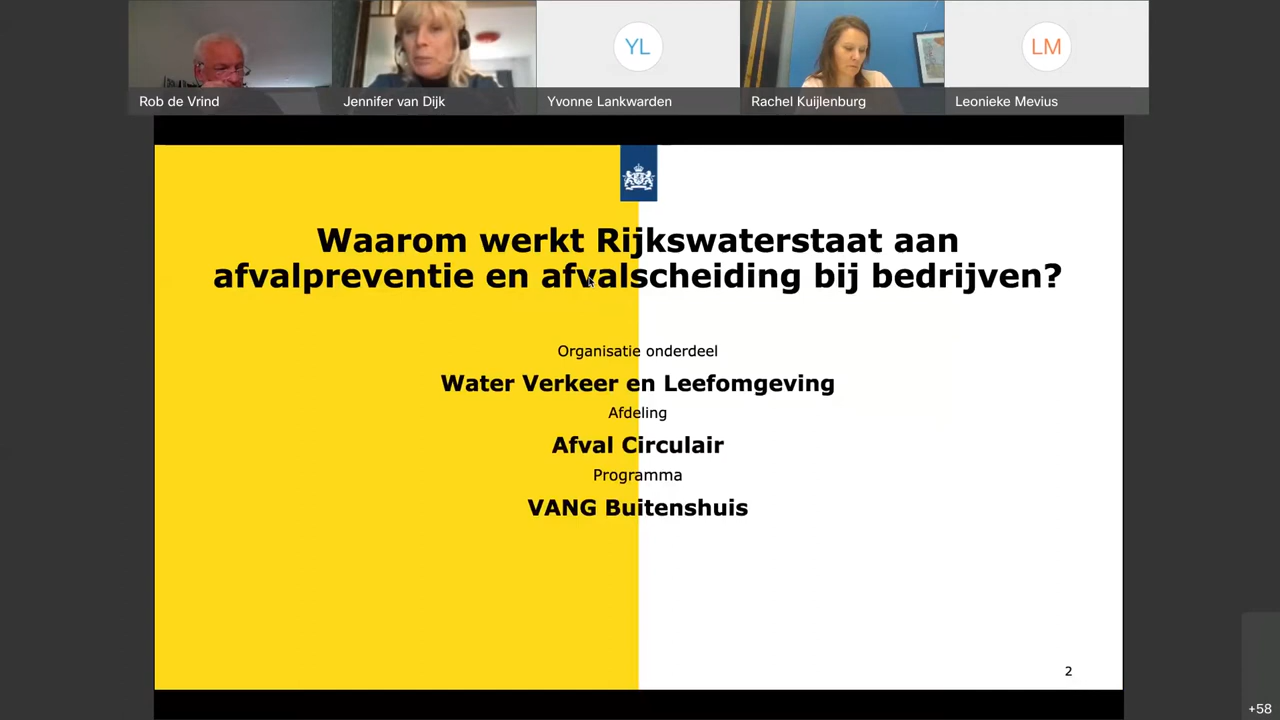 YL
LM
Rob de Vrind
Jennifer van Dijk
Yvonne Lankwarden
Rachel Kuijlenburg
Leonieke Mevius
Waarom werkt Rijkswaterstaat aan
afvalpreventie en afvalscheiding bij bedrijven?
Organisatie onderdeel
Water Verkeer en Leefomgeving
Afdeling
Afval Circulair
Programma
VANG Buitenshuis
2
+58